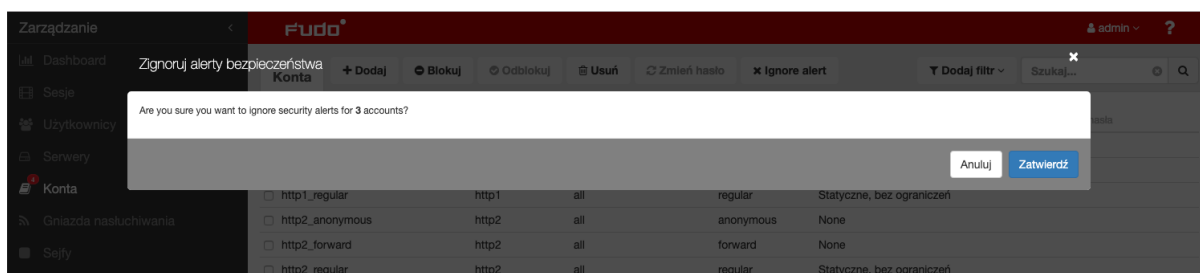 Zarządzanie
Fudo
admin
?
Dashboard
Zignoruj alerty bezpieczeństwa
Konta
+ Dodaj
Blokuj
Odblokuj
Usuń
Zmień hasło
Ignore alert
Dodaj filtr
Szukaj...
Sesje
Are you sure you want to ignore security alerts for 3 accounts?
Użytkownicy
hasła
Serwery
Anuluj
Zatwierdź
4
Konta
http1_regular http1 all regular Statyczne, bez ograniczeń
Gniazda nasłuchiwania
http2_anonymous http2 all anonymous None
Sejfy
http2_forward http2 all forward None
http2_regular http2 all regular Statyczne, bez ograniczeń